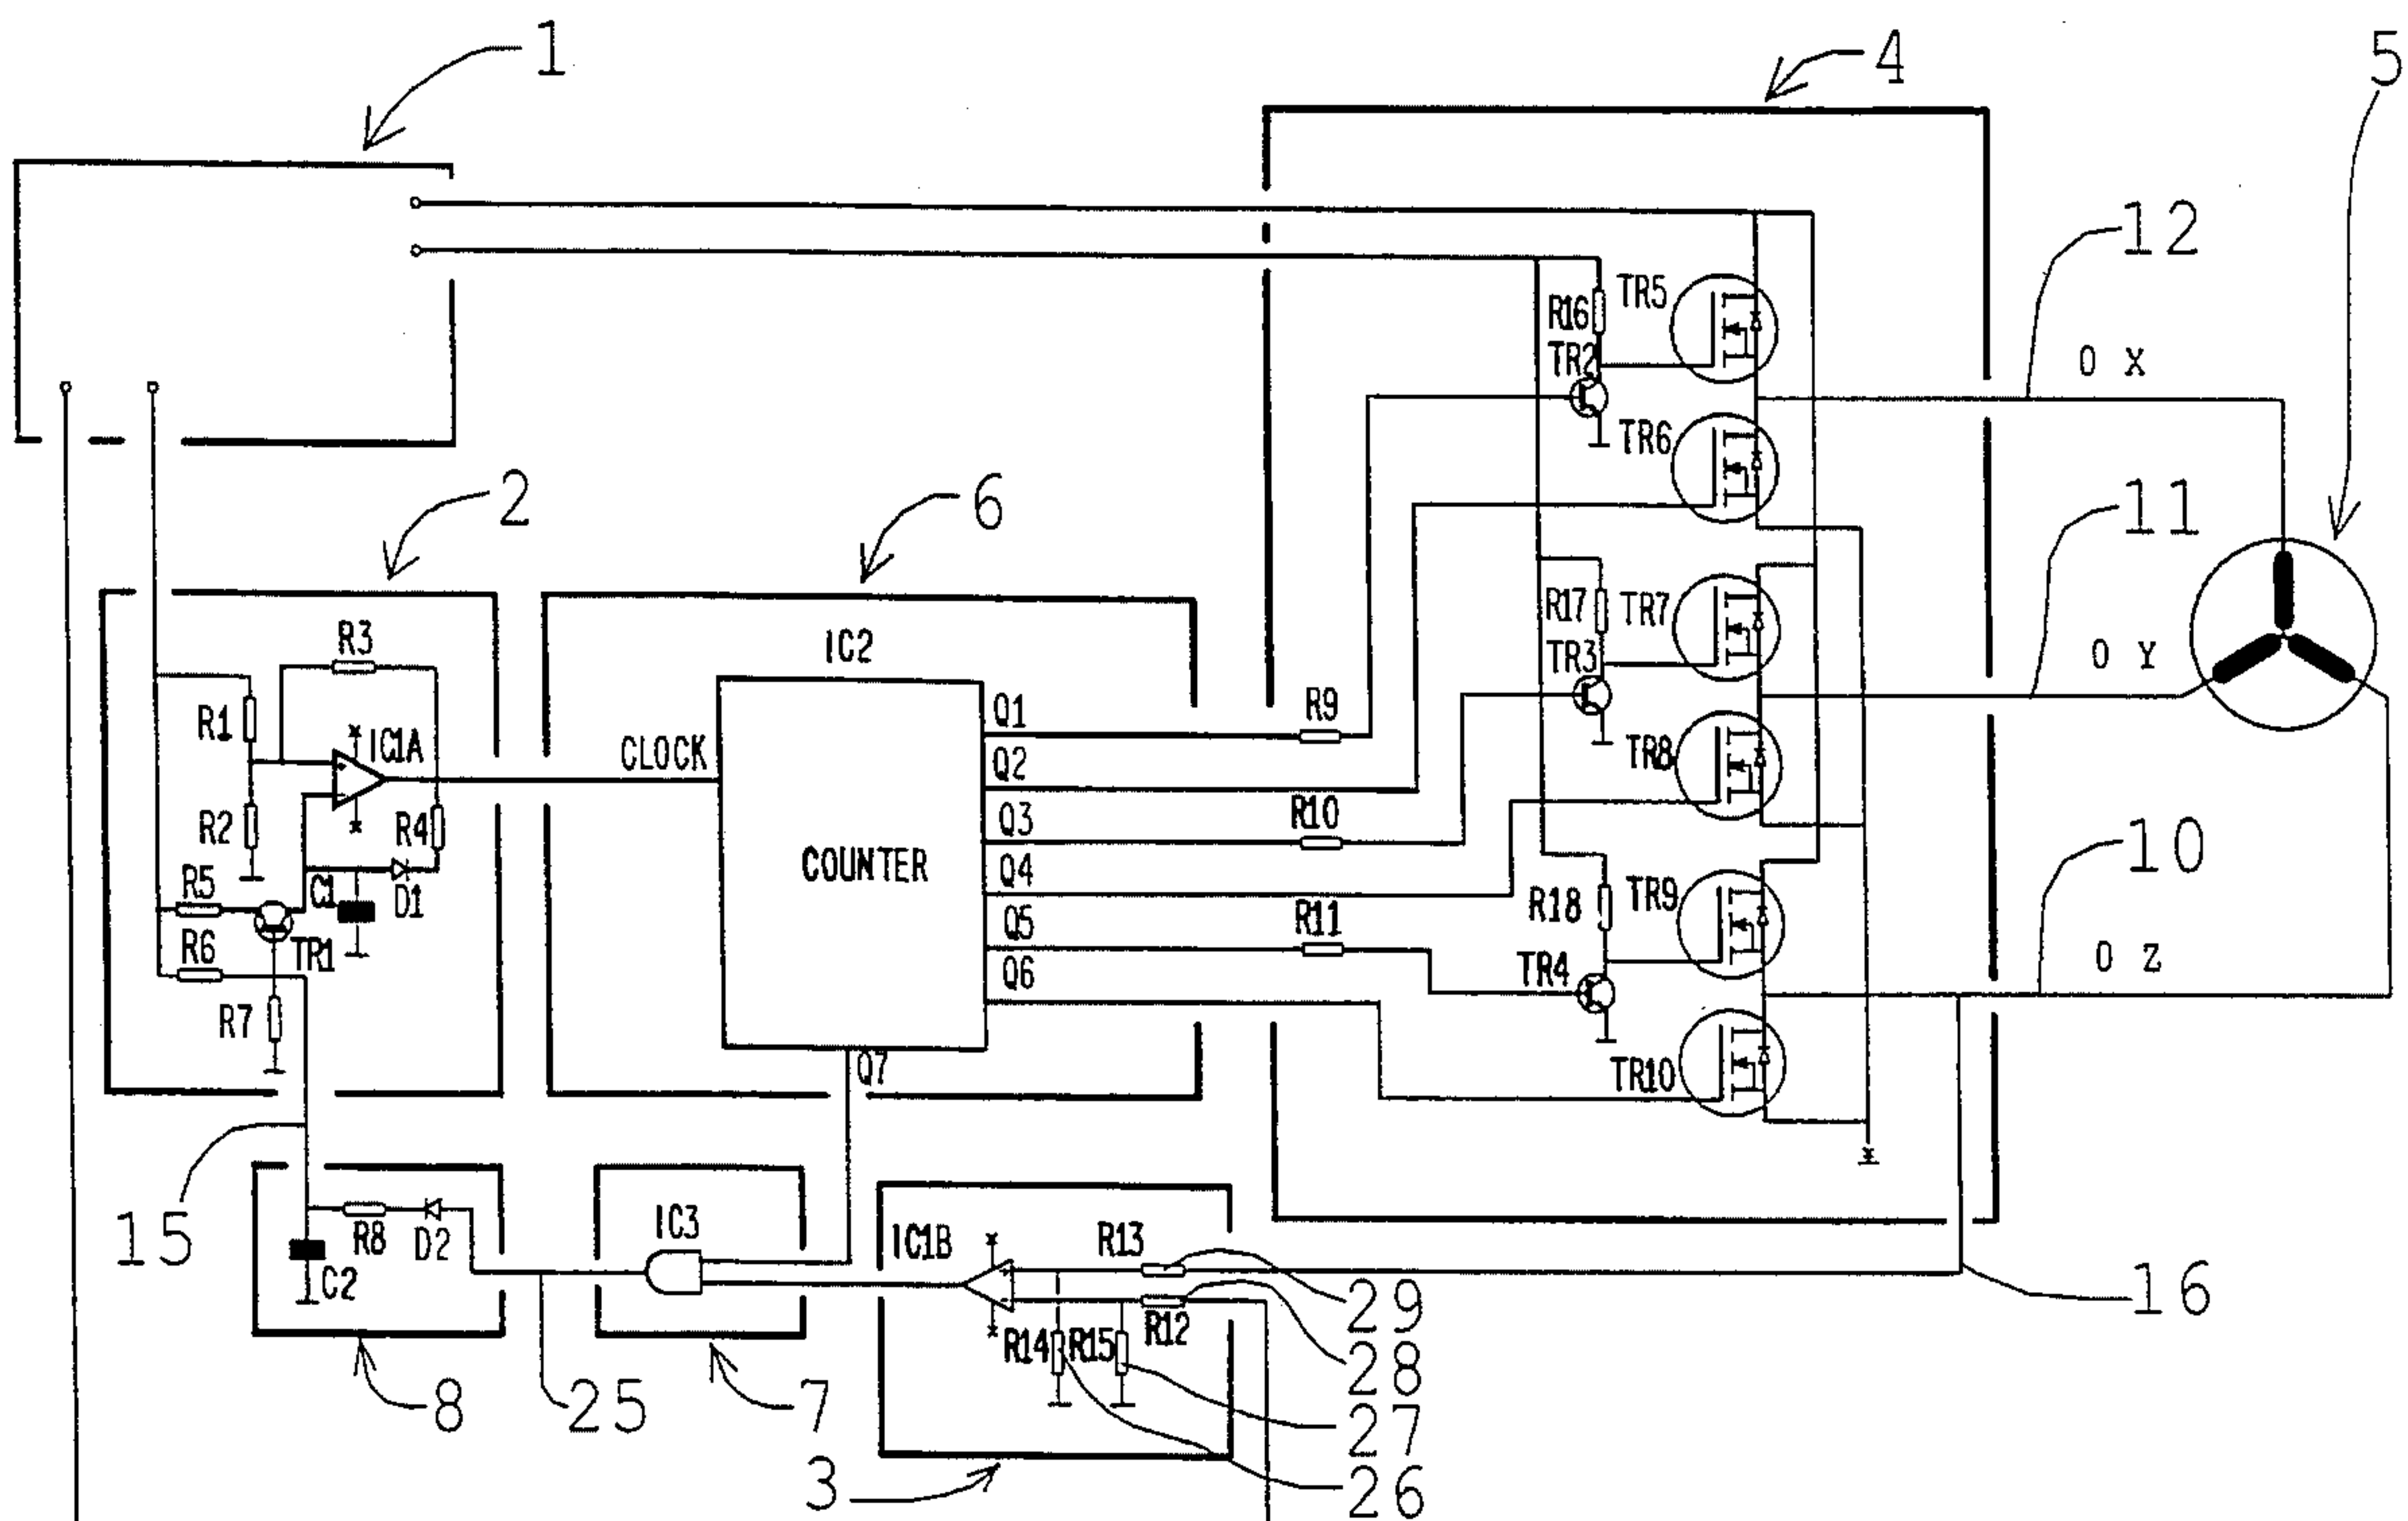 1
4
5
12
TR5
R16
TR2
0 X
TR6
2
6
11
R17
TR7
TR3
0 Y
R3
IC2
R1
IC1A
CLOCK
Q1
R9
Q2
TR8
R2
R4
COUNTER
Q3
R10
10
R5
C1
D1
Q4
R18
TR9
Q5
R11
R6
TR1
Q6
TR4
0 Z
R7
Q7
TR10
15
R8
D2
C2
IC3
IC1B
R13
R12
R14
R15
29
28
27
26
16
8
25
7
3
+
-
+
-